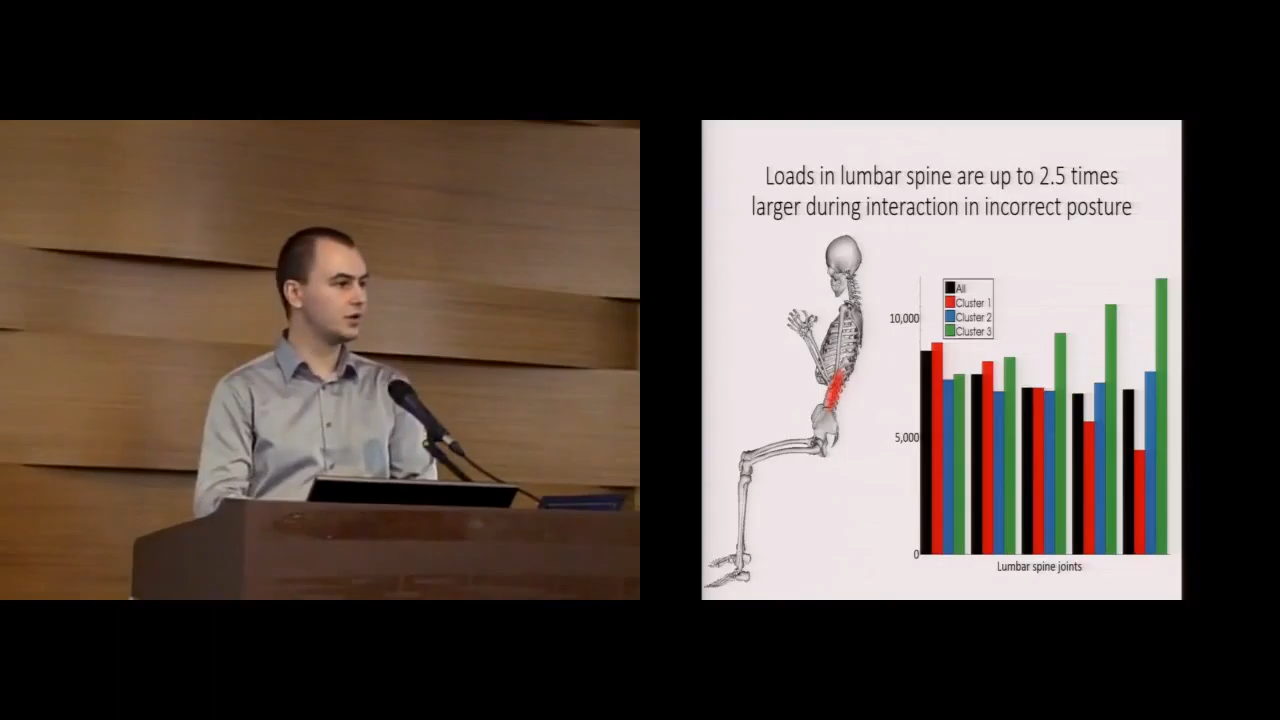 Loads in lumbar spine are up to 2.5 times
larger during interaction in incorrect posture
All
Cluster 1
Cluster 2
Cluster 3
10,000
5,000
0
Lumbar spine joints